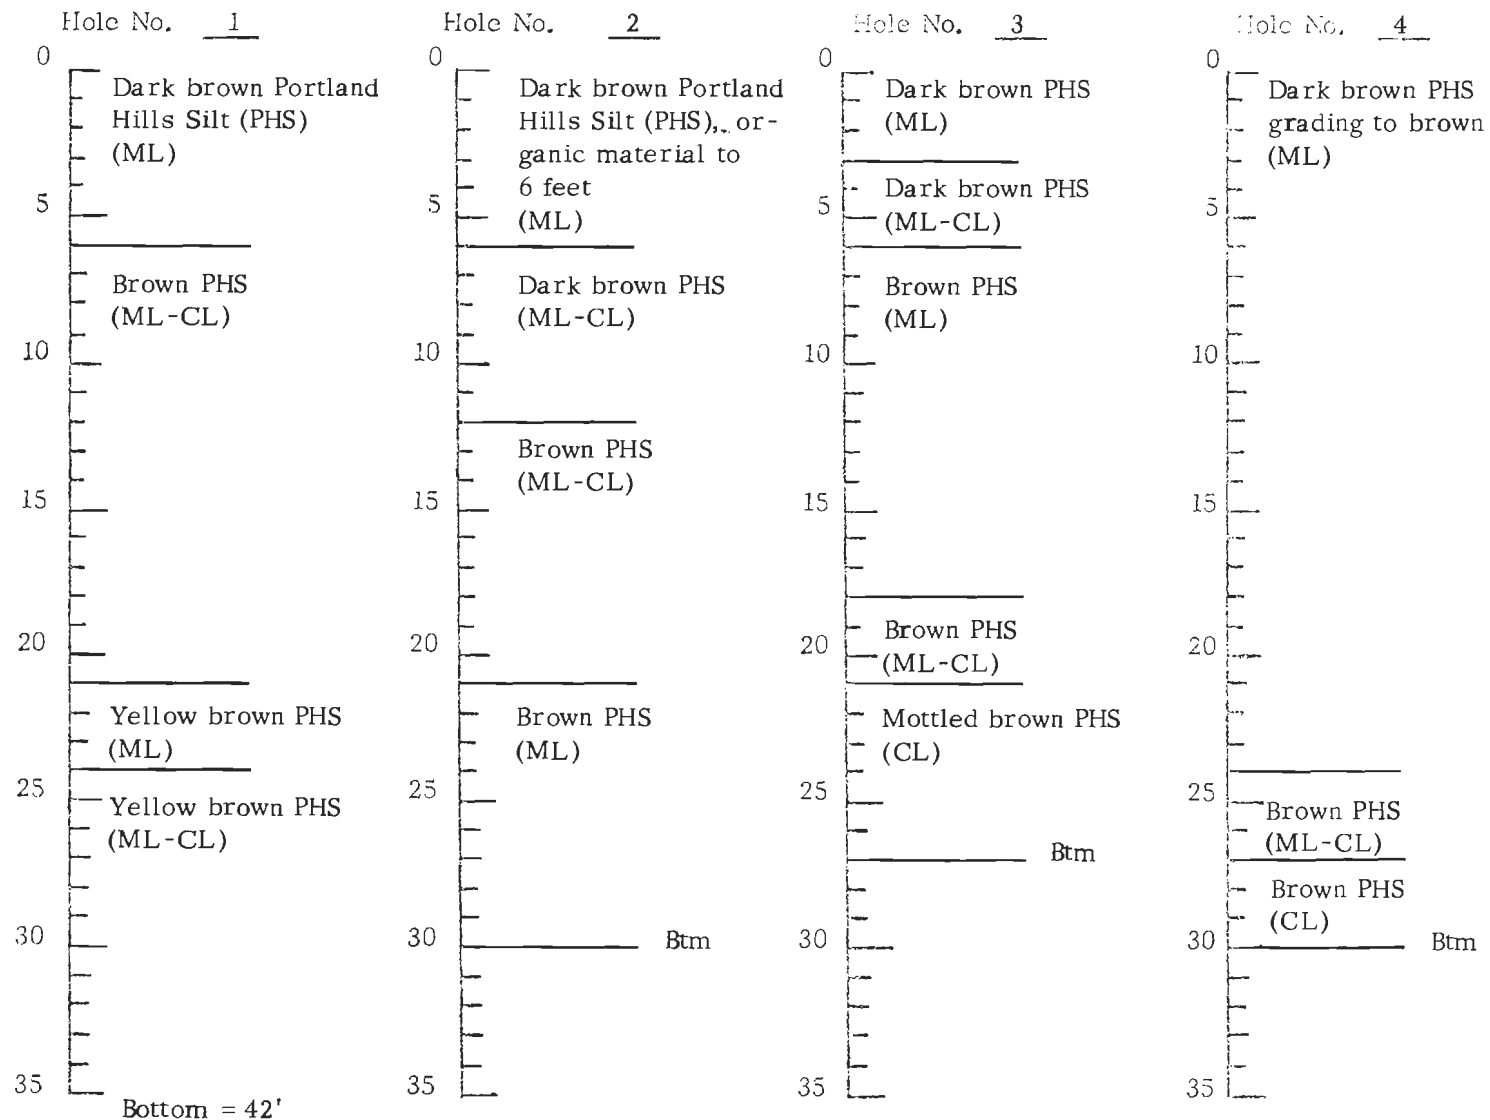 Hole No. 1
0
Dark brown Portland
Hills Silt (PHS)
(ML)
5
Brown PHS
(ML-CL)
10
15
20
Yellow brown PHS
(ML)
25
Yellow brown PHS
(ML-CL)
30
35
Bottom = 42'
Hole No. 2
0
Dark brown Portland
Hills Silt (PHS), or-
ganic material to
6 feet
(ML)
5
Dark brown PHS
(ML-CL)
10
Brown PHS
(ML-CL)
15
20
Brown PHS
(ML)
25
30 Btm
35
Hole No. 3
0
Dark brown PHS
(ML)
Dark brown PHS
(ML-CL)
5
Brown PHS
(ML)
10
15
Brown PHS
20
(ML-CL)
Mottled brown PHS
(CL)
25
Btm
30
35
Hole No. 4
0
Dark brown PHS
grading to brown
(ML)
5
10
15
20
25
Brown PHS
(ML-CL)
Brown PHS
(CL)
30 Btm
35